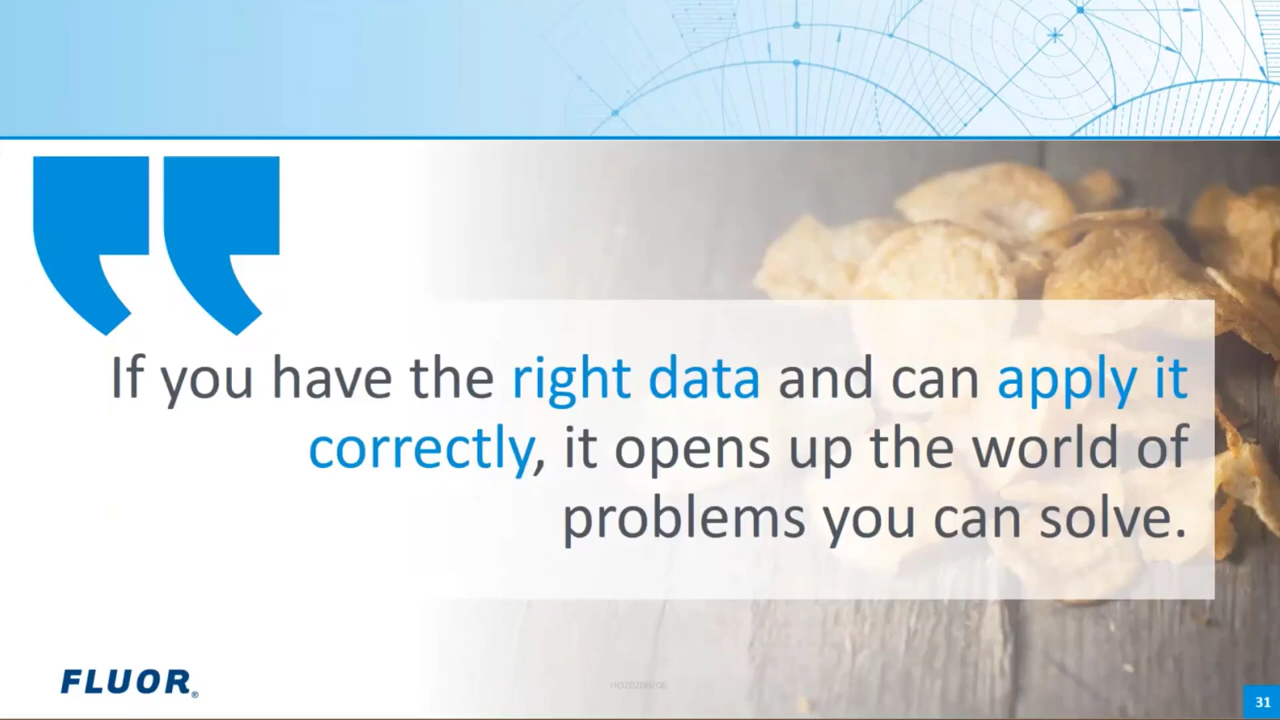 If you have the right data and can apply it
correctly, it opens up the world of
problems you can solve.
FLUOR®
31